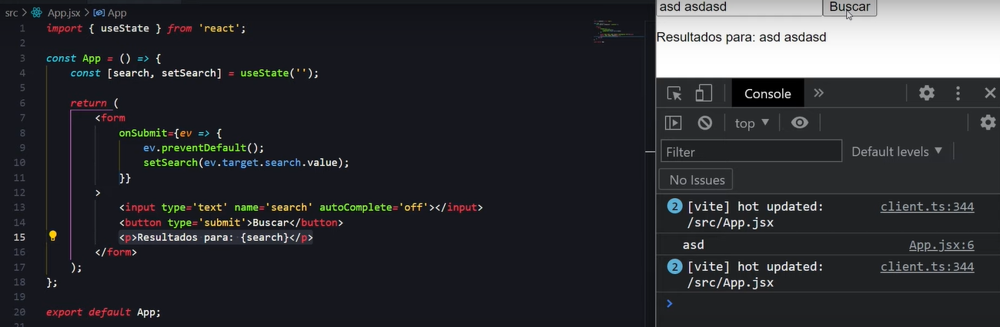 src > App.jsx > App
1 import { useState } from 'react';
2
3 const App = () => {
4 const [search, setSearch] = useState('');
5
6 return (
7 <form
8 onSubmit={ev => {
9 ev.preventDefault();
10 setSearch(ev.target.search.value);
11 }}
12 >
13 <input type='text' name='search' autoComplete='off'></input>
14 <button type='submit'>Buscar</button>
15 <p>Resultados para: {search}</p>
16 </form>
17 );
18 };
19
20 export default App;
21
asd asdasd Buscar
Resultados para: asd asdasd
Console
top
Filter Default levels
No Issues
2 [vite] hot updated: client.ts:344
/src/App.jsx
asd App.jsx:6
2 [vite] hot updated: client.ts:344
/src/App.jsx